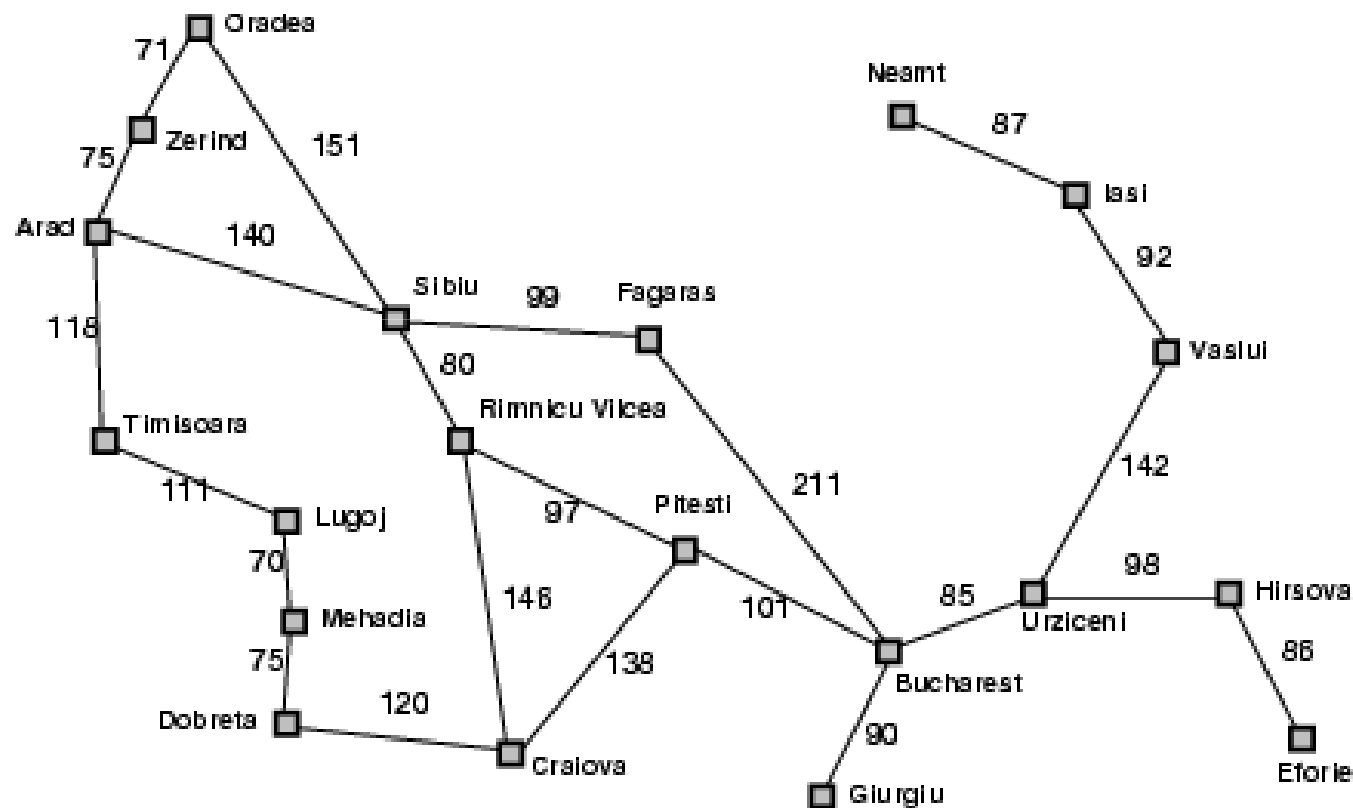 Oradea
71
Neamt
87
Zerind
151
75
Iasi
Arad
140
92
Sibiu
99
Fagaras
118
80
Vaslui
Timisoara
Rimnicu Vilcea
142
111
Lugoj
97
Pitesti
211
70
98
Hirsova
146
101
85
Mehadia
Urziceni
75
138
86
Bucharest
Dobreta
120
90
Craiova
Eforie
Giurgiu